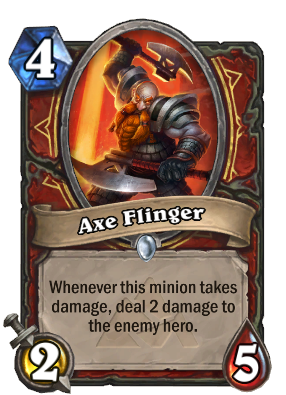 4
Axe Flinger
Whenever this minion takes
damage, deal 2 damage to
the enemy hero.
2
5